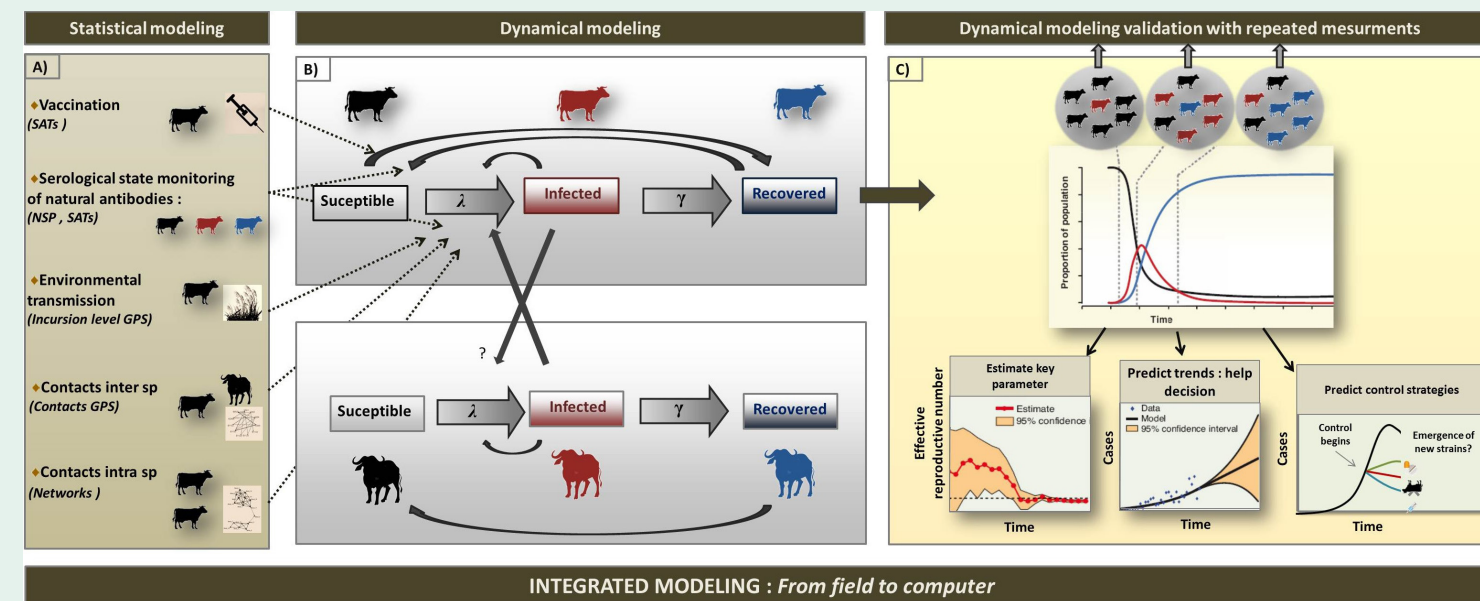 Statistical modeling
Dynamical modeling
Dynamical modeling validation with repeated mesurments
A)
Vaccination
(SATs )
Serological state monitoring
of natural antibodies :
(NSP , SATs)
Environmental
transmission
(Incursion level GPS)
Contacts inter sp
(Contacts GPS)
Contacts intra sp
(Networks )
B)
Suceptible
λ
Infected
γ
Recovered
?
Suceptible
λ
Infected
γ
Recovered
C)
Proportion of population
Time
Estimate key
parameter
Effective
reproductive number
Estimate
95% confidence
Time
Predict trends : help
decision
Cases
Data
Model
95% confidence interval
Time
Predict control strategies
Cases
Control
begins
Emergence of
new strains?
Time
INTEGRATED MODELING : From field to computer